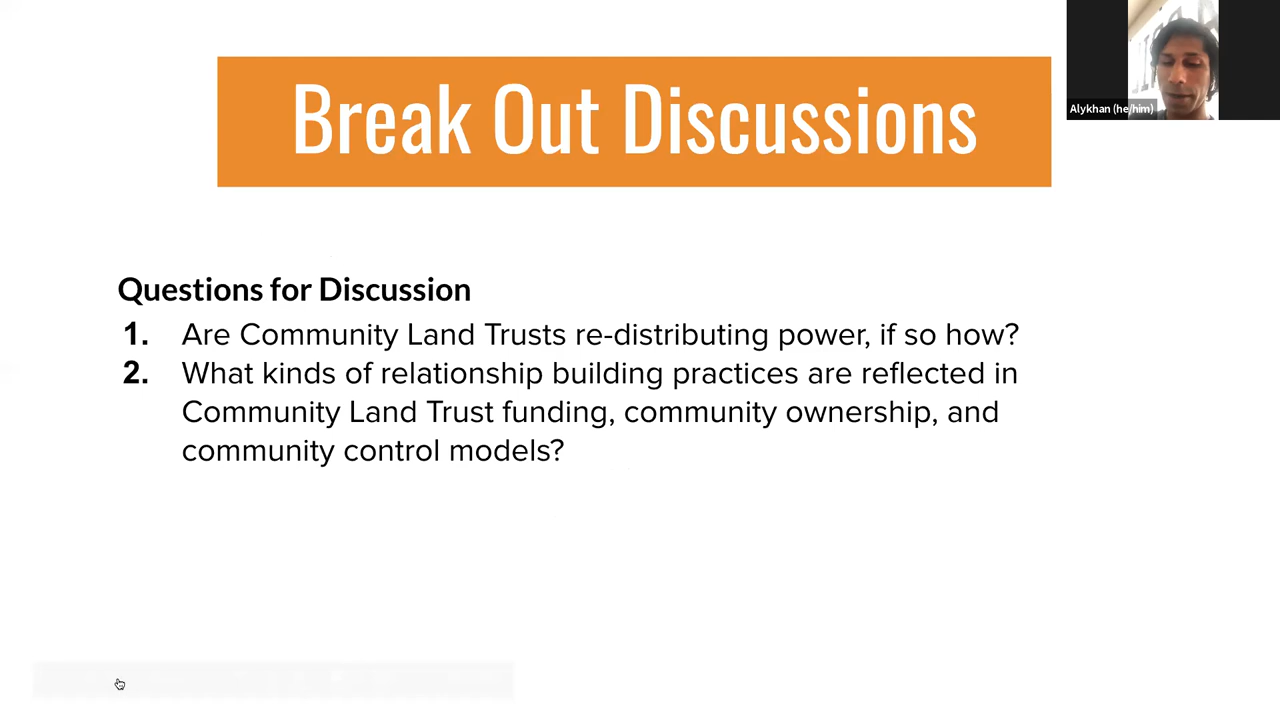 Break Out Discussions
Alykhan (he/him)
Questions for Discussion
1. Are Community Land Trusts re-distributing power, if so how?
2. What kinds of relationship building practices are reflected in
Community Land Trust funding, community ownership, and
community control models?